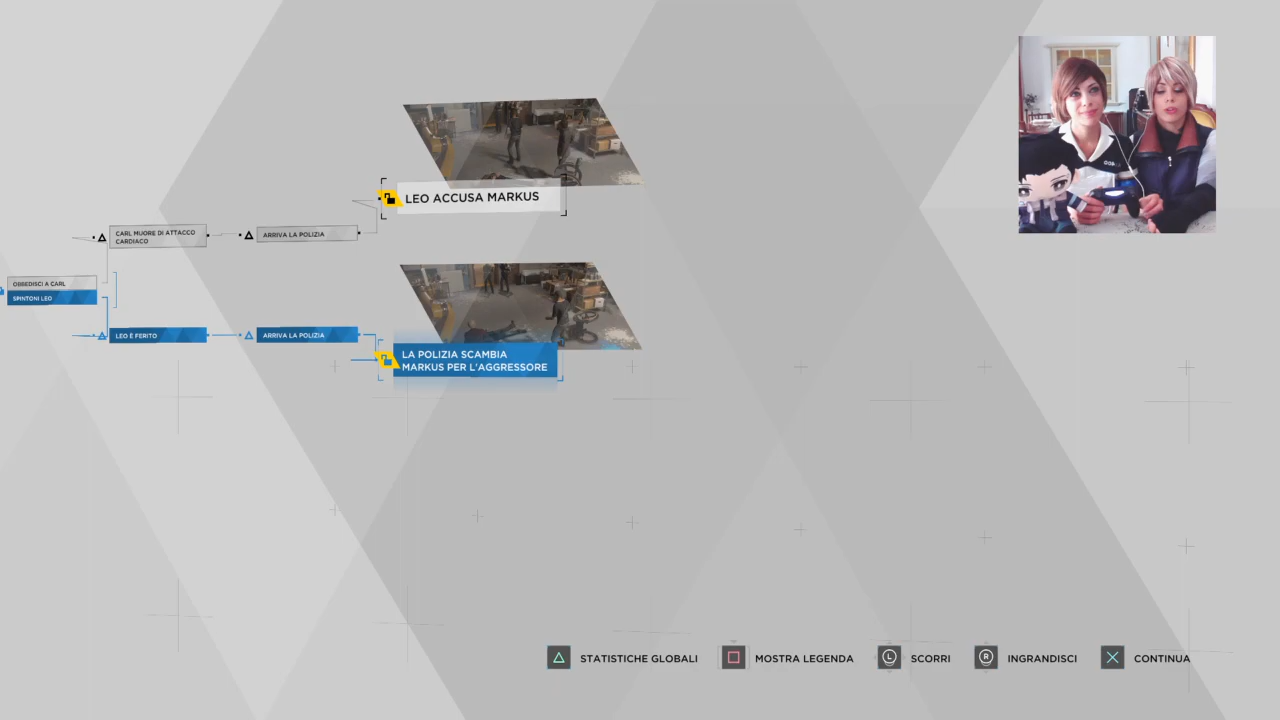 LEO ACCUSA MARKUS
CARL MUORE DI ATTACCO
CARDIACO
ARRIVA LA POLIZIA
OBBEDISCI A CARL
SPINTONI LEO
LEO È FERITO
ARRIVA LA POLIZIA
LA POLIZIA SCAMBIA
MARKUS PER L'AGGRESSORE
STATISTICHE GLOBALI
MOSTRA LEGENDA
L
SCORRI
R
INGRANDISCI
CONTINUA